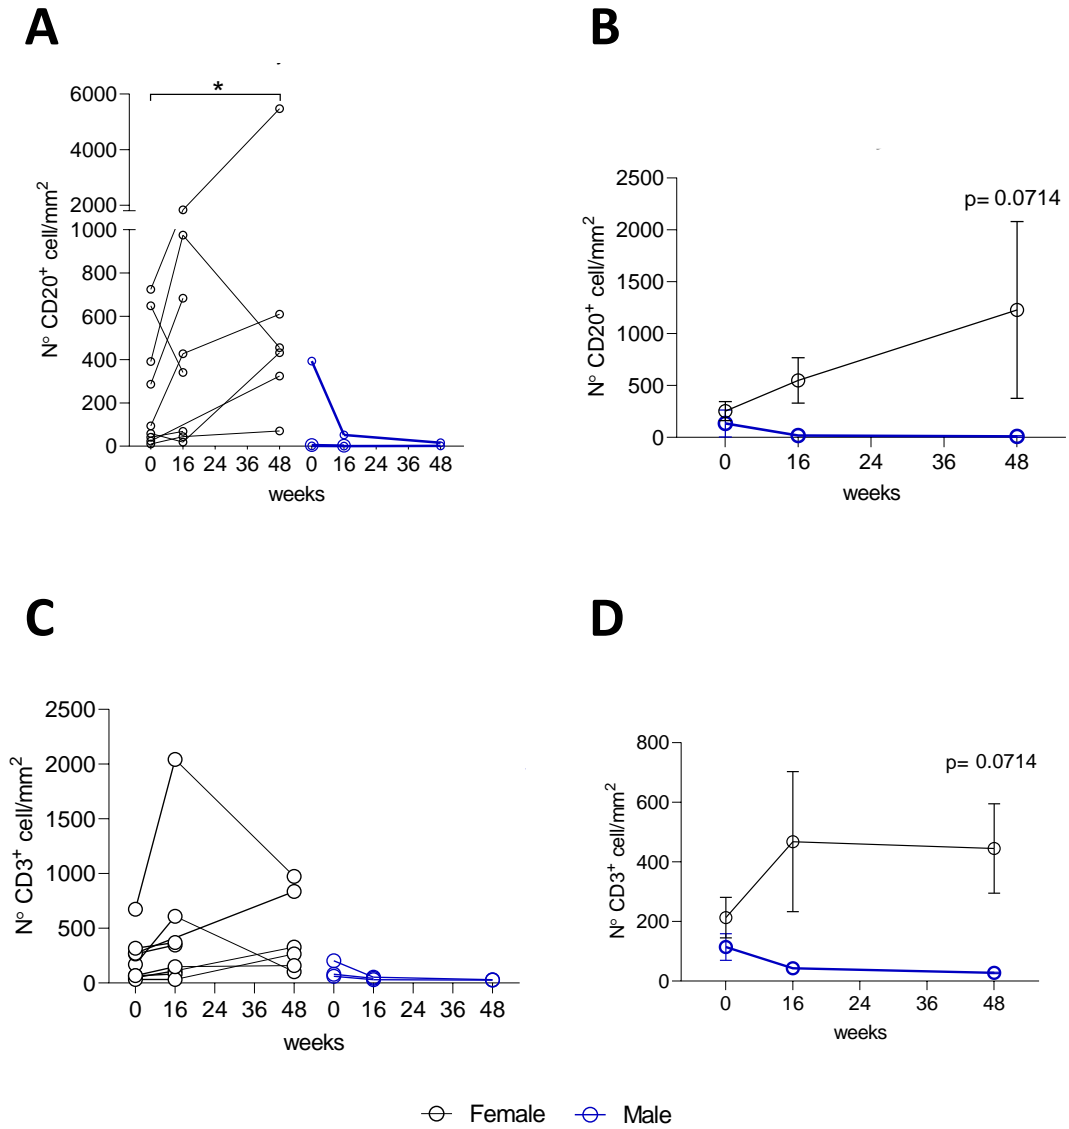 A
B
*
6000
4000
2000
1000
800
600
400
200
0
N° CD20⁺ cell/mm²
0 16 24 36 48 0 16 24 36 48
weeks
2500
2000
1500
1000
500
0
N° CD20⁺ cell/mm²
p= 0.0714
0 16 24 36 48
weeks
C
D
2500
2000
1500
1000
500
0
N° CD3⁺ cell/mm²
0 16 24 36 48 0 16 24 36 48
weeks
800
600
400
200
0
N° CD3⁺ cell/mm²
p= 0.0714
0 16 24 36 48
weeks
Female Male